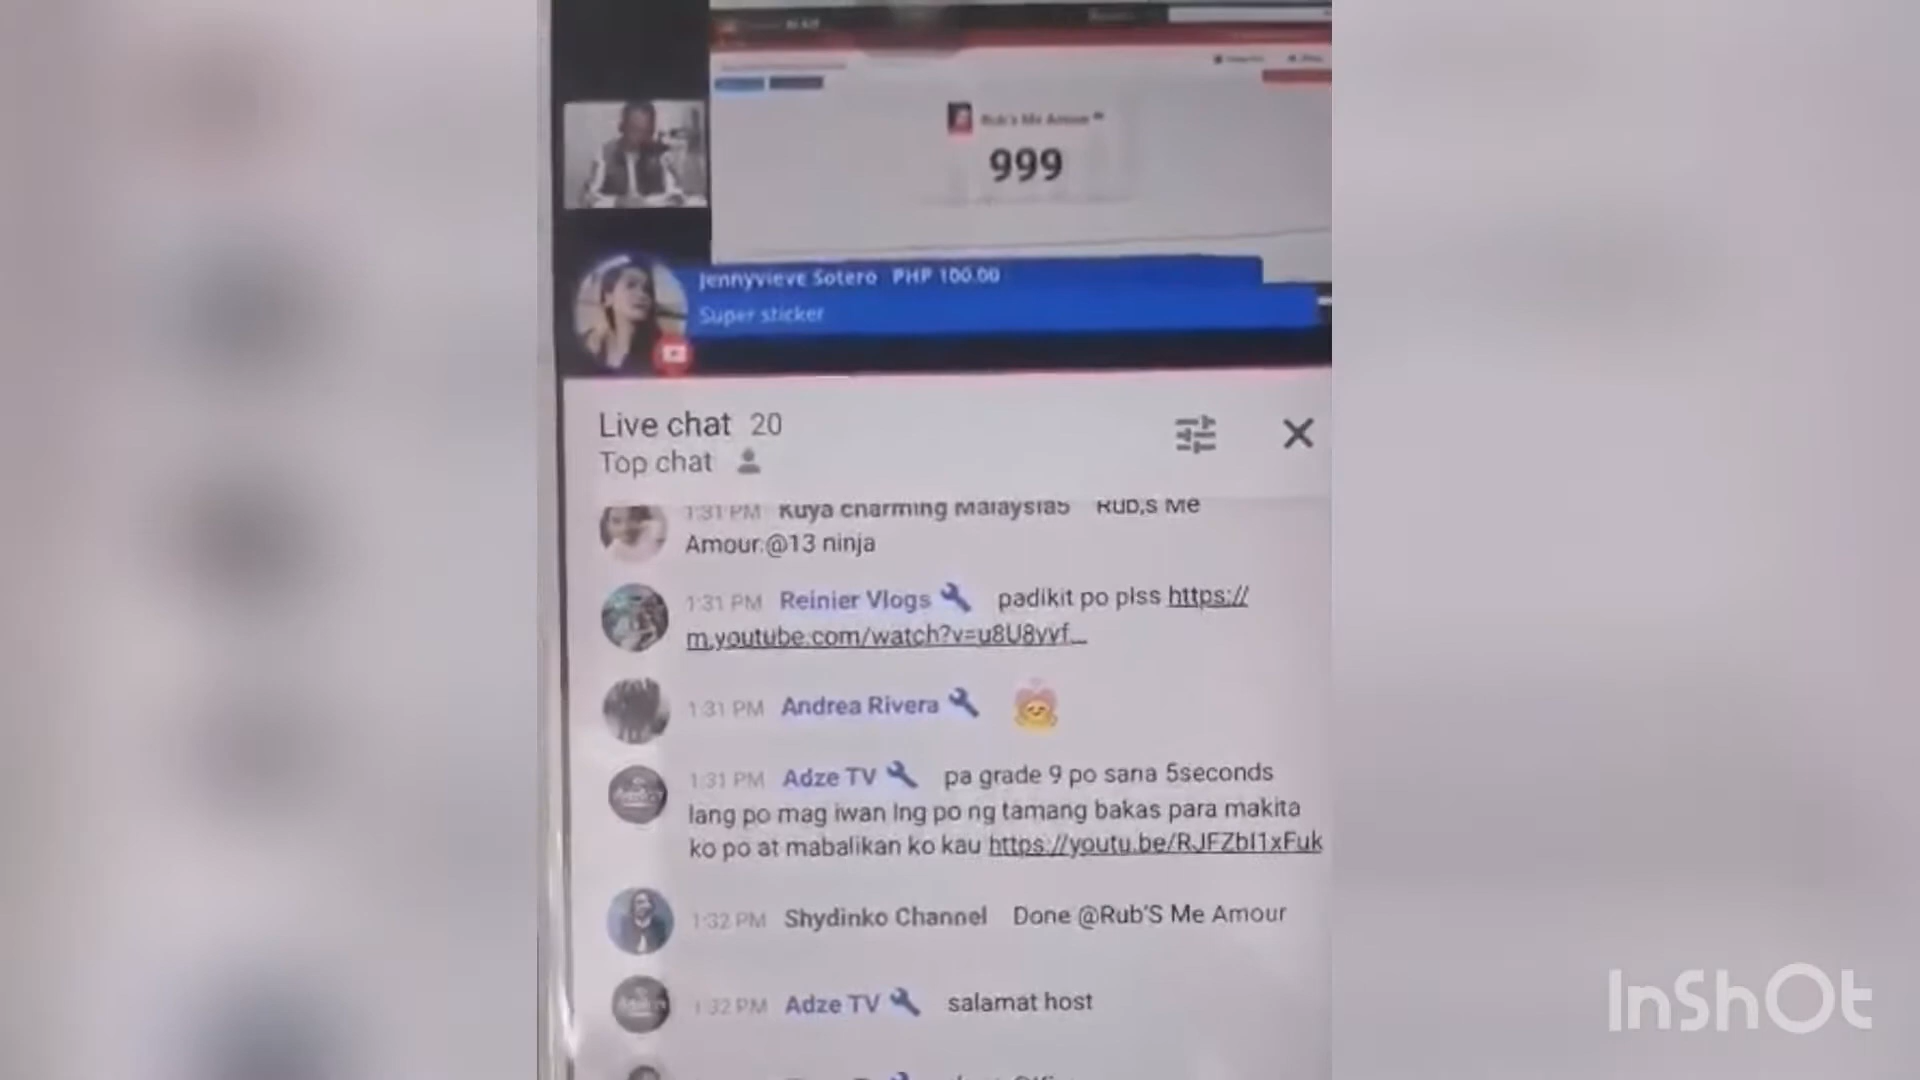 Rub's Me Amour
999
Jennyvieve Sotero PHP 100.00
Super sticker
Live chat 20
Top chat
1:31 PM Kuya charming Malaysia5 Rub,s Me
Amour.@13 ninja
1:31 PM Reinier Vlogs padikit po plss https://
m.youtube.com/watch?v=u8U8yvf...
1:31 PM Andrea Rivera
1:31 PM Adze TV pa grade 9 po sana 5seconds
lang po mag iwan lng po ng tamang bakas para makita
ko po at mabalikan ko kau https://youtu.be/RJFZbI1xFuk
1:32 PM Shydinko Channel Done @Rub'S Me Amour
1:32 PM Adze TV salamat host
InShOt